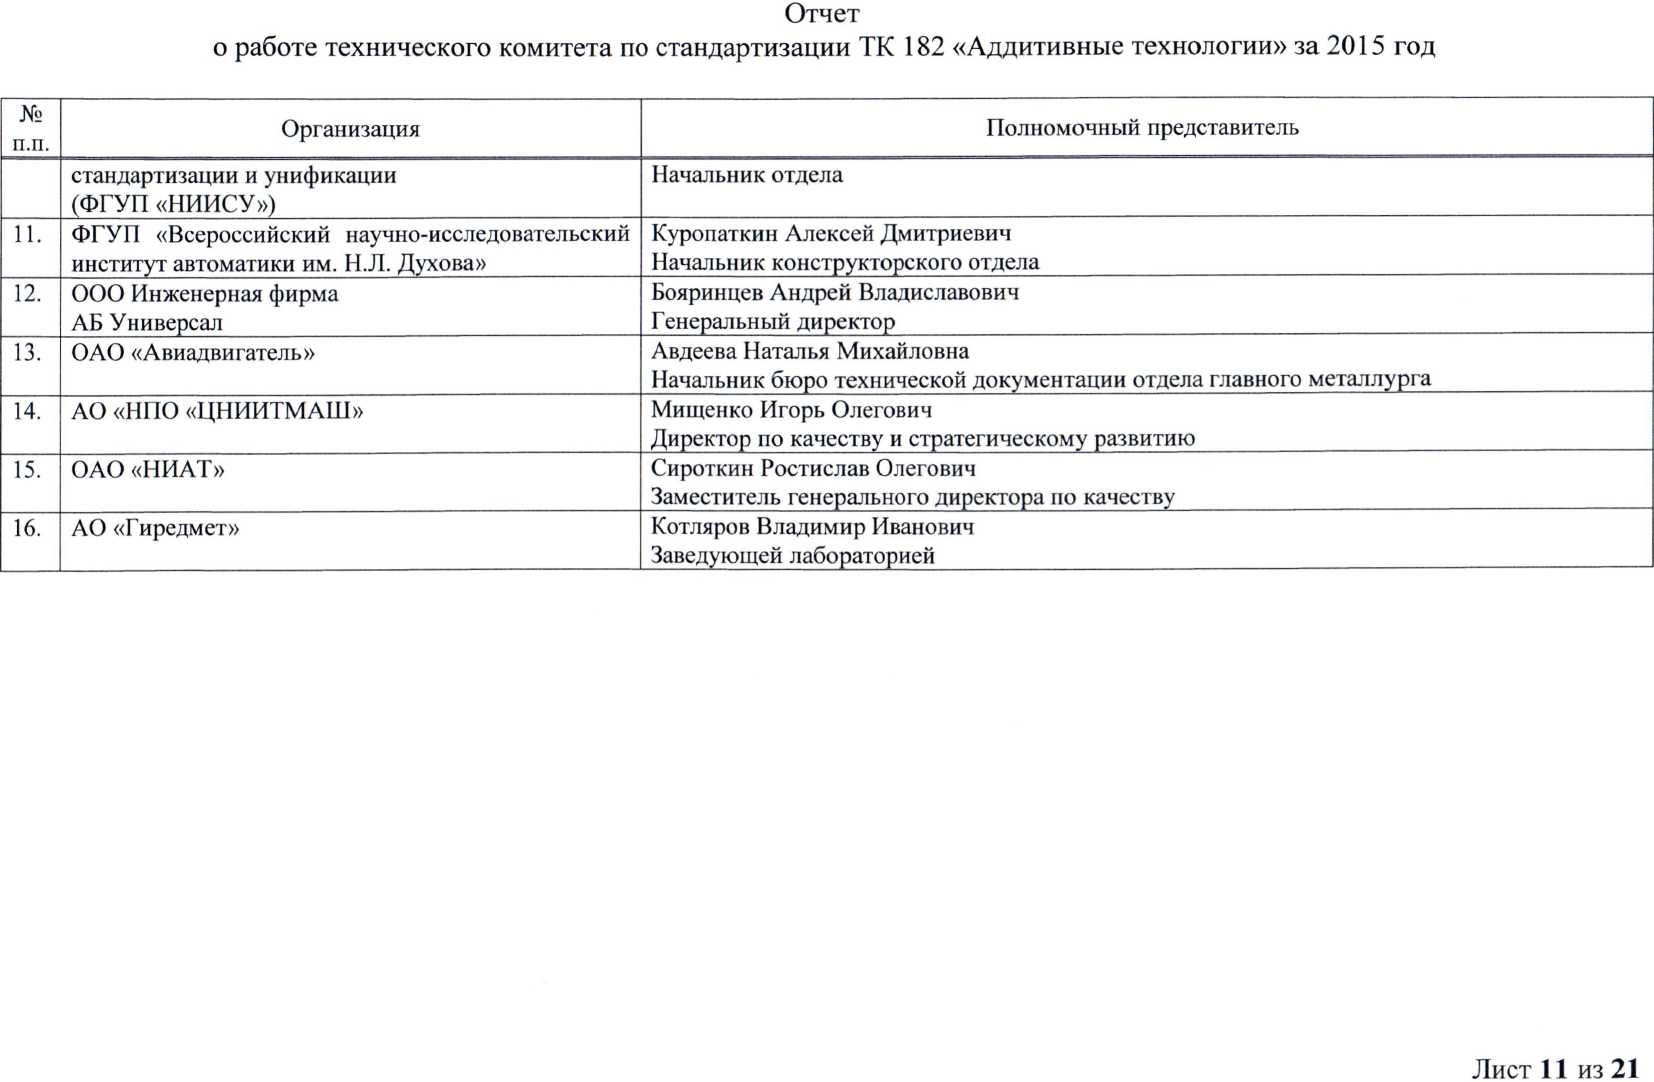 Отчет
о работе технического комитета по стандартизации ТК 182 «Аддитивные технологии» за 2015 год
№
п.п.
Организация
Полномочный представитель
стандартизации и унификации
(ФГУП «НИИСУ»)
Начальник отдела
11.
ФГУП «Всероссийский научно-исследовательский
институт автоматики им. Н.Л. Духова»
Куропаткин Алексей Дмитриевич
Начальник конструкторского отдела
12.
ООО Инженерная фирма
АБ Универсал
Бояринцев Андрей Владиславович
Генеральный директор
13.
ОАО «Авиадвигатель»
Авдеева Наталья Михайловна
Начальник бюро технической документации отдела главного металлурга
14.
АО «НПО «ЦНИИТМАШ»
Мищенко Игорь Олегович
Директор по качеству и стратегическому развитию
15.
ОАО «НИАТ»
Сироткин Ростислав Олегович
Заместитель генерального директора по качеству
16.
АО «Гиредмет»
Котляров Владимир Иванович
Заведующей лабораторией
Лист 11 из 21